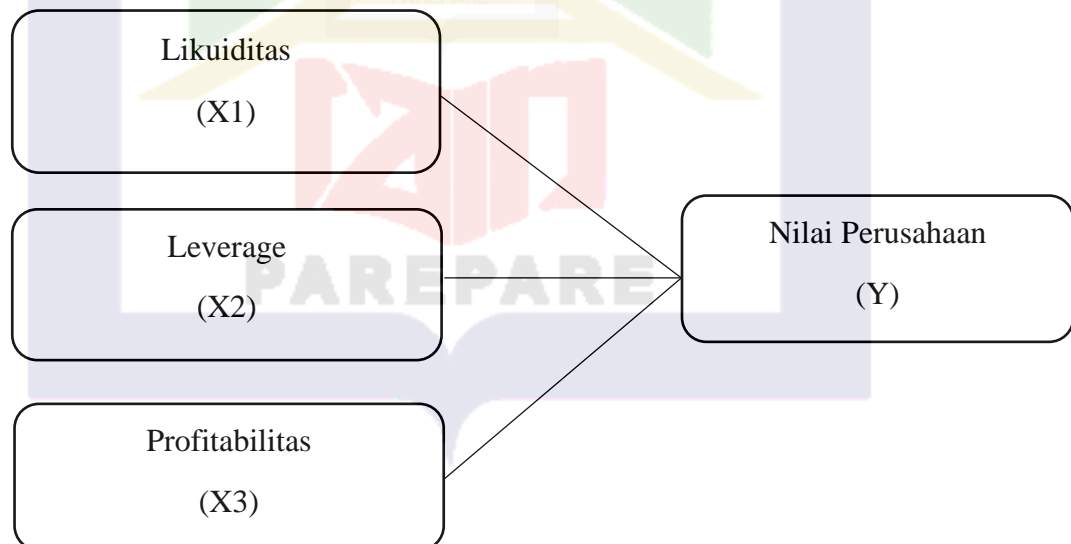 Likuiditas
(X1)
Leverage
(X2)
Profitabilitas
(X3)
Nilai Perusahaan
(Y)
PAREPARE